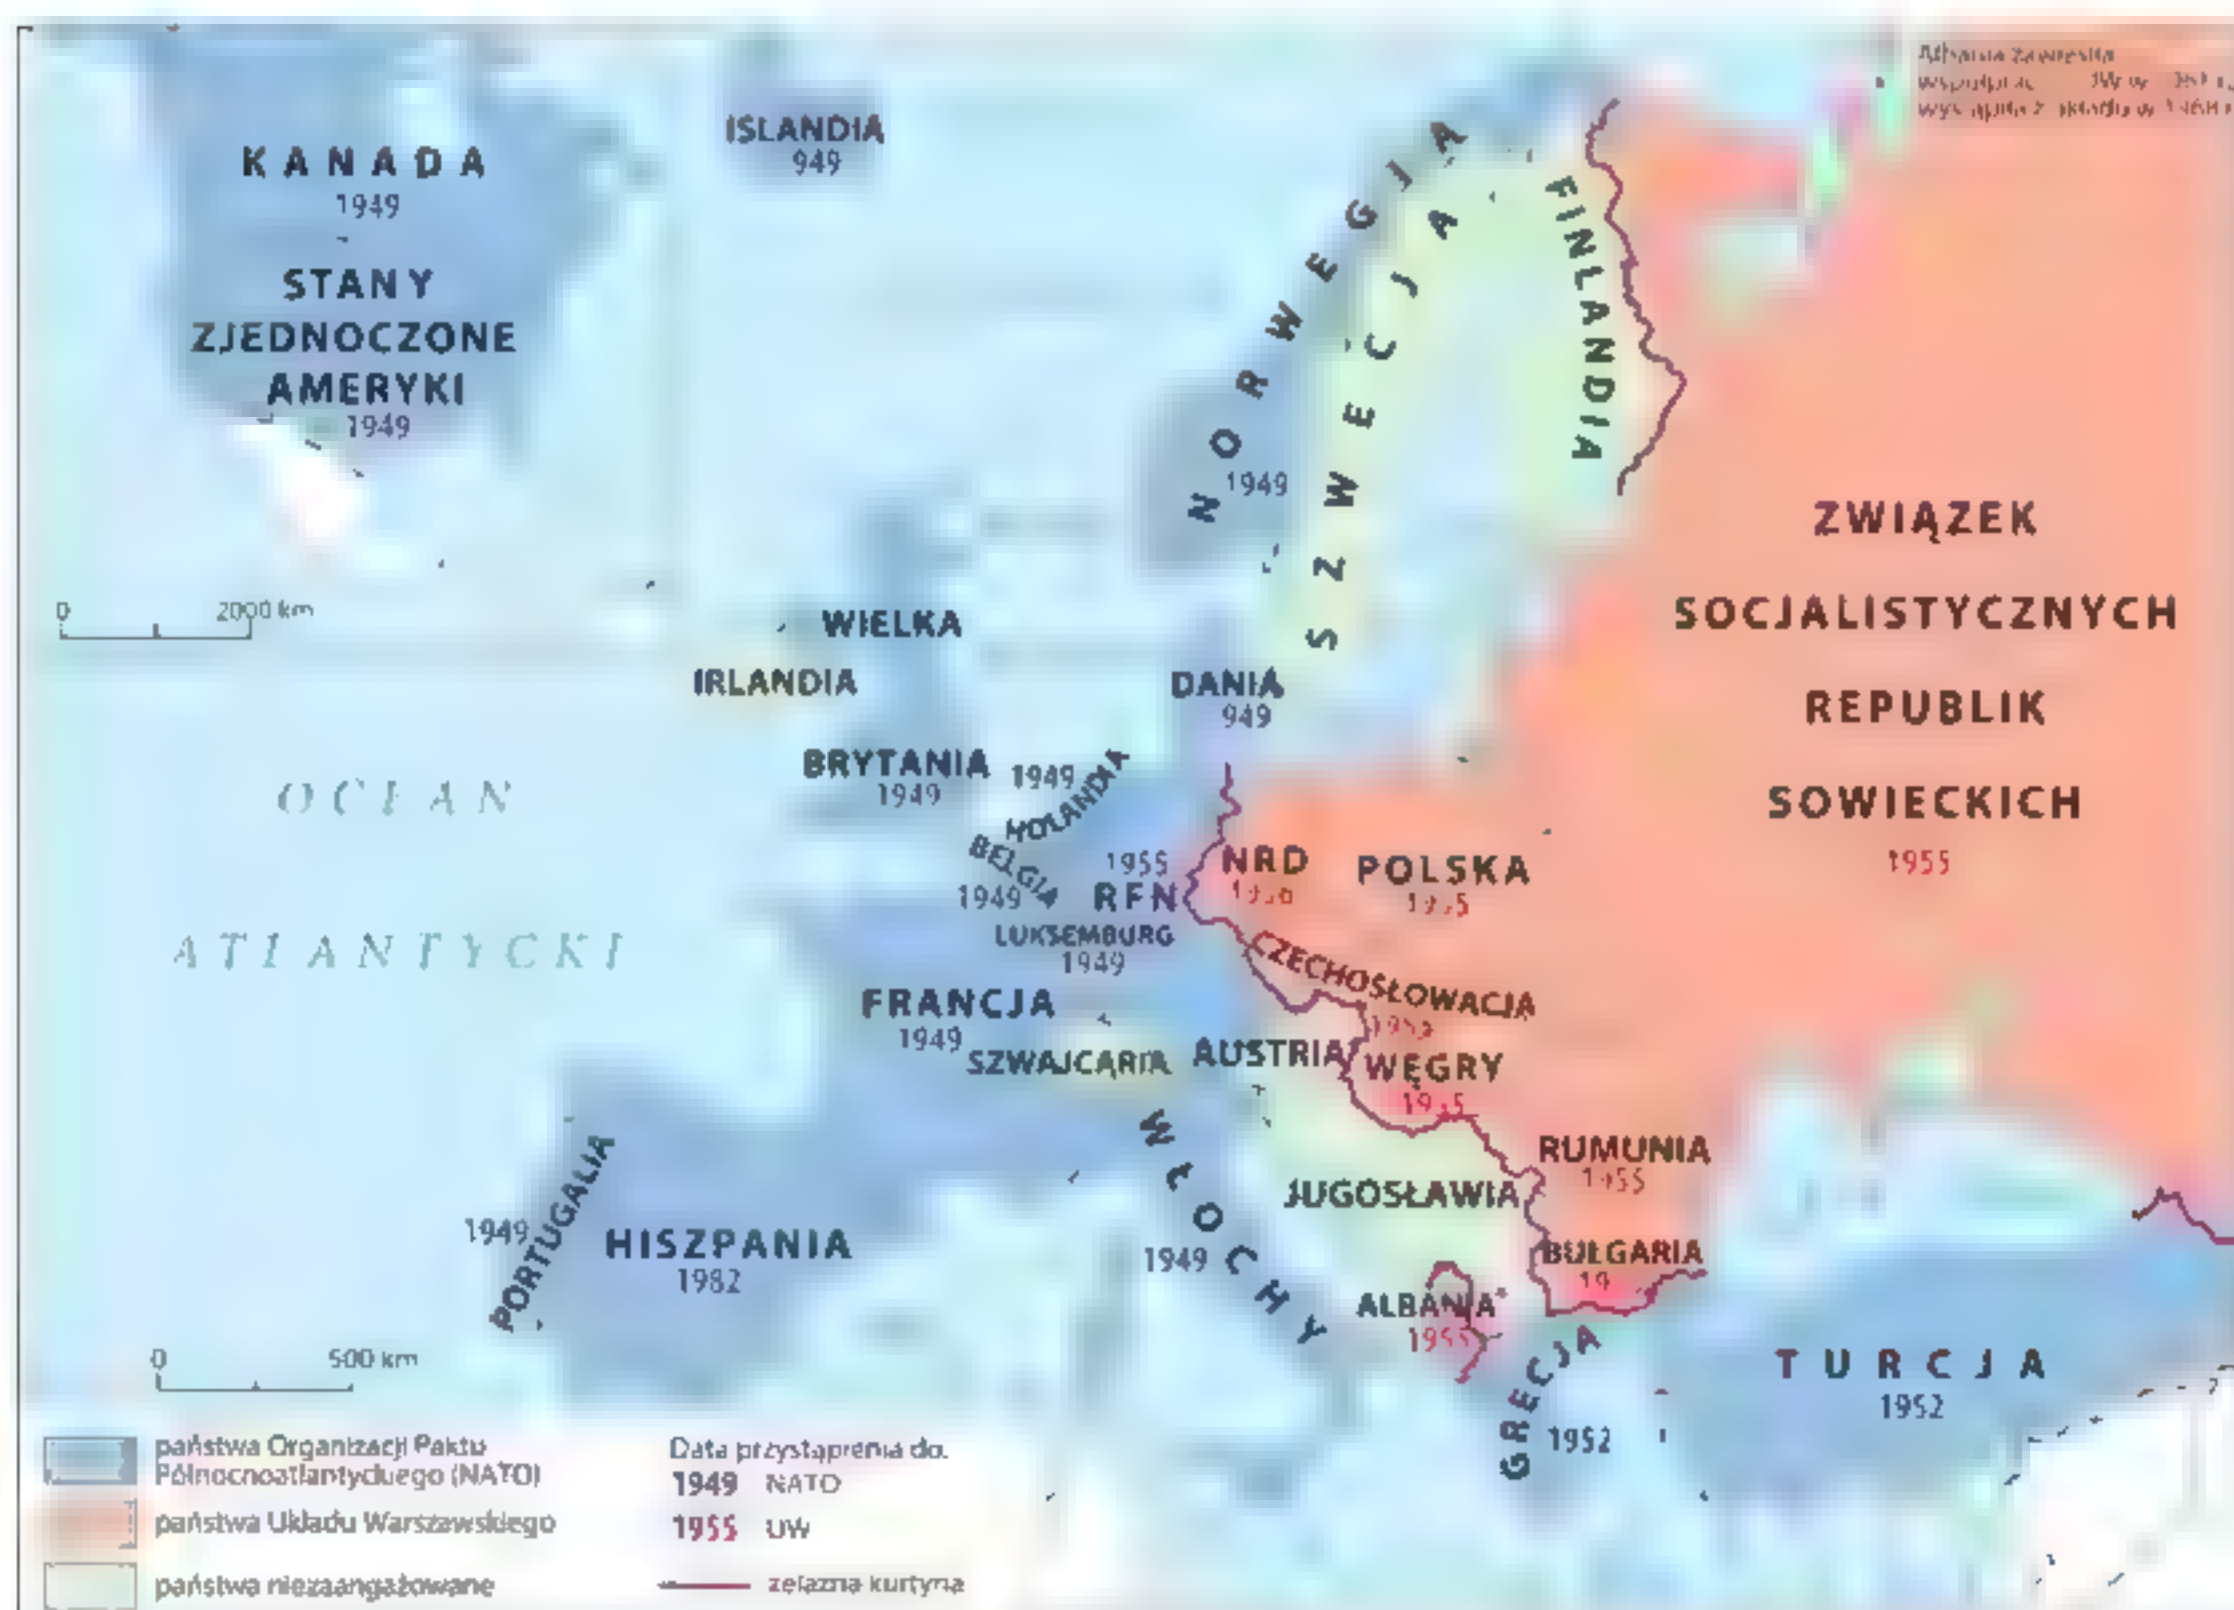 KANADA
1949
STANY
ZJEDNOCZONE
AMERYKI
1949
0 2000 km
ISLANDIA
949
NORWEGIA
1949
SZWECJA
FINLANDIA
ZWIĄZEK
SOCJALISTYCZNYCH
REPUBLIK
SOWIECKICH
1955
WIELKA
BRYTANIA
1949
IRLANDIA
DANIA
949
1949
HOLANDIA
BELGIA
1949
1955
RFN
LUKSEMBURG
1949
NRD
POLSKA
CZECHOSŁOWACJA
1955
OCEAN
ATLANTYCKI
FRANCJA
1949
SZWAJCARIA
AUSTRIA
WĘGRY
RUMUNIA
1955
JUGOSŁAWIA
BUŁGARIA
19
ALBANIA*
1955
WŁOCHY
1949
PORTUGALIA
1949
HISZPANIA
1982
GRECJA
1952
TURCJA
1952
0 500 km
państwa Organizacji Paktu
Północnoatlantyckiego (NATO)
państwa Układu Warszawskiego
państwa niezaangażowane
Data przystąpienia do:
1949 NATO
1955 UW
żelazna kurtyna